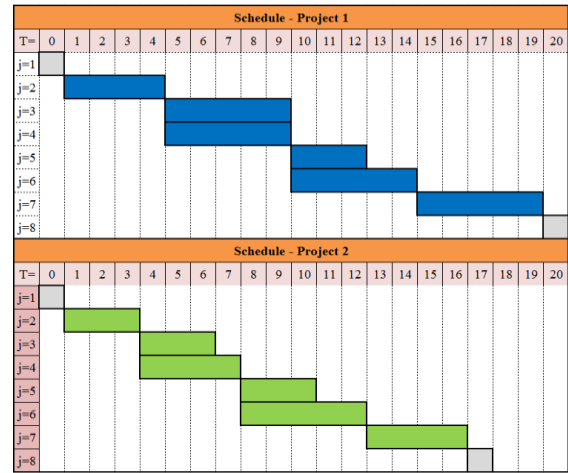 Schedule - Project 1
T= 0 1 2 3 4 5 6 7 8 9 10 11 12 13 14 15 16 17 18 19 20
j=1
j=2
j=3
j=4
j=5
j=6
j=7
j=8
Schedule - Project 2
T= 0 1 2 3 4 5 6 7 8 9 10 11 12 13 14 15 16 17 18 19 20
j=1
j=2
j=3
j=4
j=5
j=6
j=7
j=8